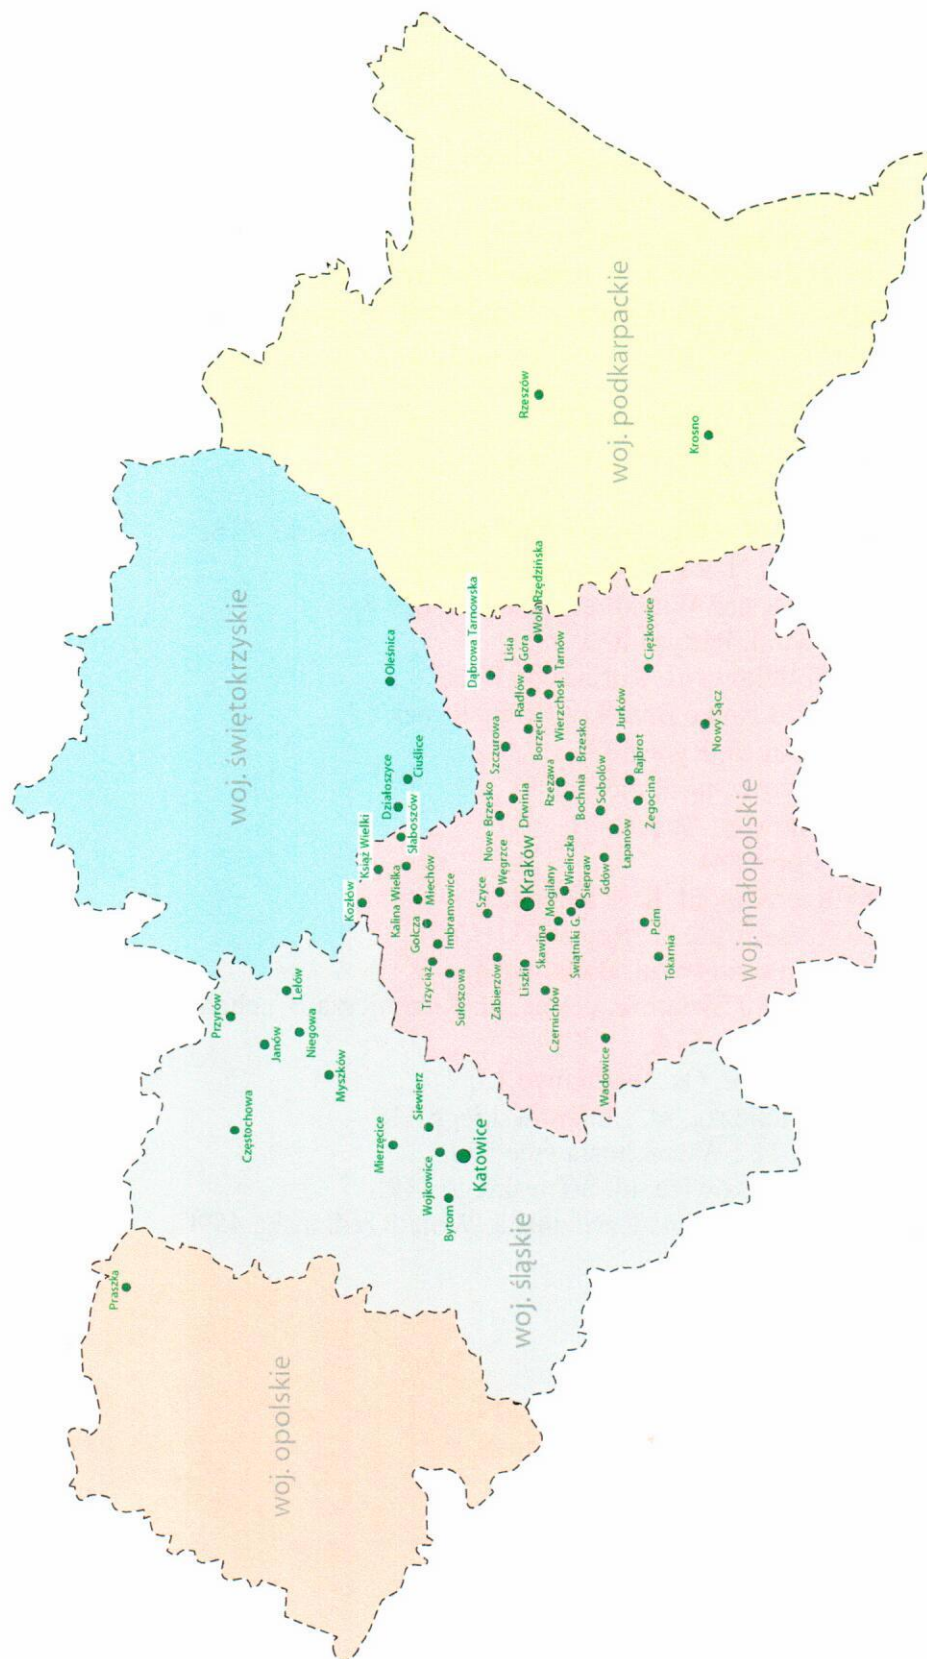 woj. opolskie
Praszka
woj. śląskie
Częstochowa
Przyrów
Janów
Lelów
Niegowa
Myszków
Mierzęcice
Siewierz
Wojkowice
Bytom
Katowice
woj. świętokrzyskie
Oleśnica
Działoszyce
Ciuślice
woj. małopolskie
Kozłów
Książ Wielki
Słaboszów
Kalina Wielka
Miechów
Gołcza
Imbramowice
Trzyciąż
Sułoszowa
Szyce
Węgrzce
Nowe Brzesko
Drwinia
Szczurowa
Borzęcin
Radłów
Lisia
Góra
Dąbrowa Tarnowska
Wola Rzędzińska
Tarnów
Wierzchosł.
Zabierzów
Liszki
Kraków
Czernichów
Skawina
Mogilany
Świątniki G.
Siepraw
Wieliczka
Rzezawa
Bochnia
Brzesko
Sobolów
Gdów
Łapanów
Żegocina
Rajbrot
Jurków
Ciężkowice
Nowy Sącz
Wadowice
Tokarnia
Pcim
woj. podkarpackie
Rzeszów
Krosno